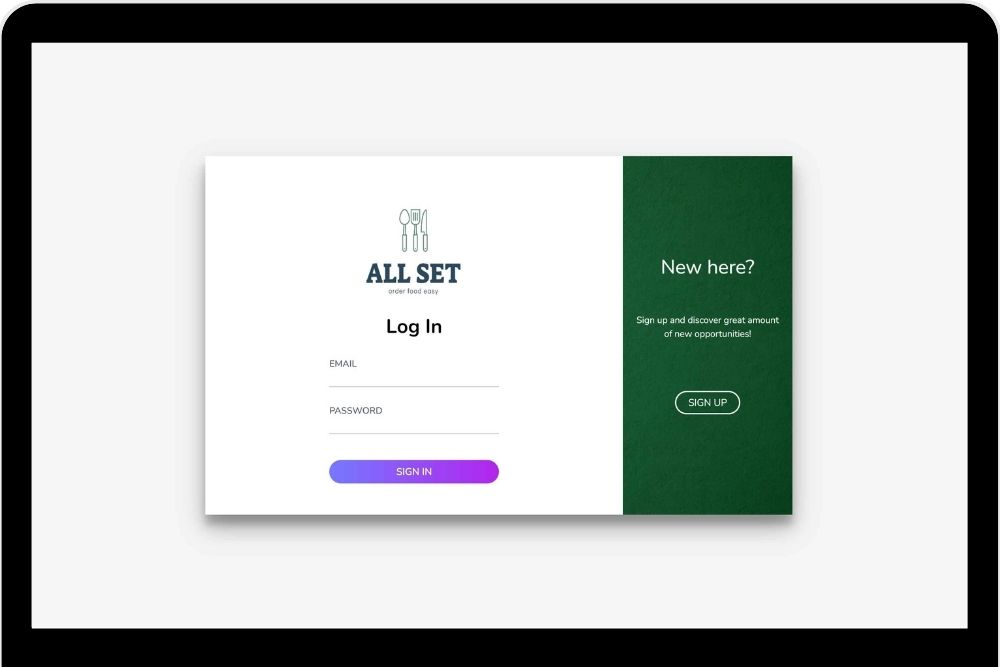 ALL SET
order food easy
Log In
EMAIL
PASSWORD
SIGN IN
New here?
Sign up and discover great amount
of new opportunities!
SIGN UP